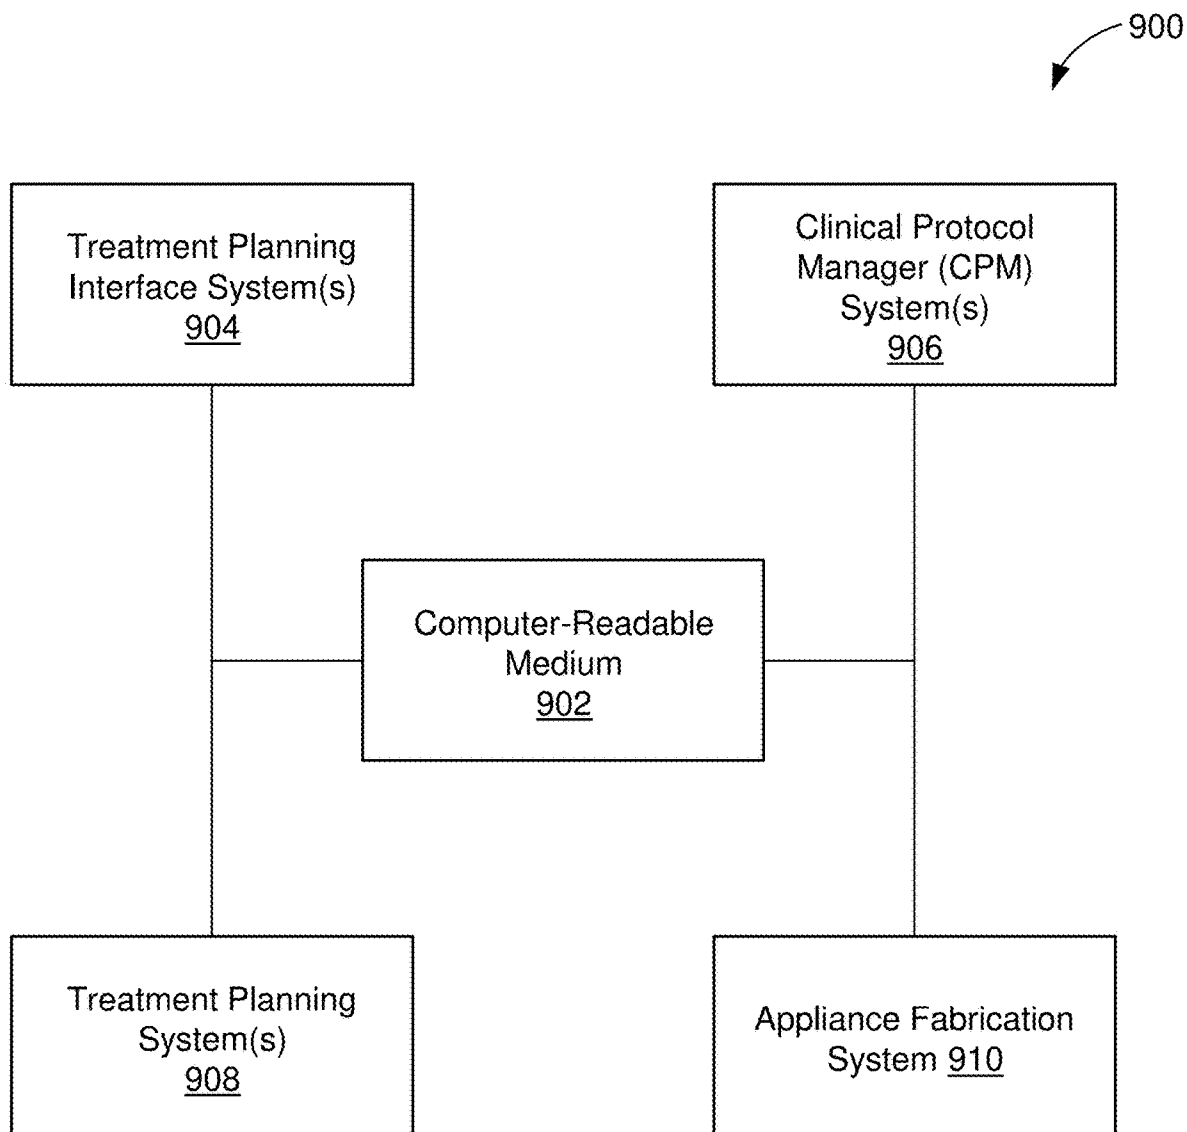 900
Treatment Planning
Interface System(s)
904
Clinical Protocol
Manager (CPM)
System(s)
906
Computer-Readable
Medium
902
Treatment Planning
System(s)
908
Appliance Fabrication
System 910